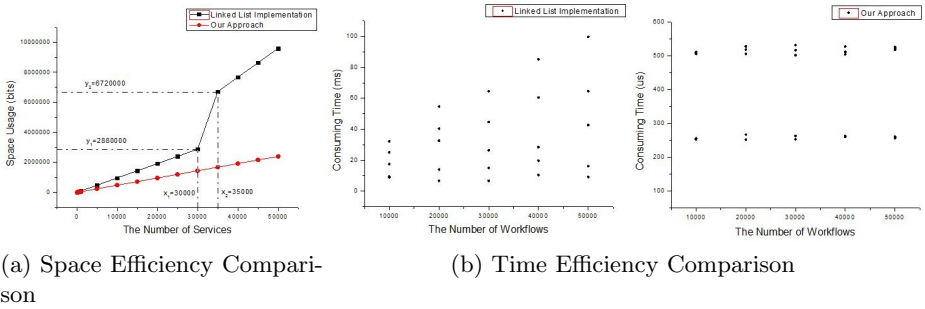 Linked List Implementation
Our Approach
10000000
8000000
6000000
4000000
2000000
0
Space Usage (bits)
y2=6720000
y1=2880000
x1=30000
x2=35000
0 10000 20000 30000 40000 50000
The Number of Services
Linked List Implementation
100
80
60
40
20
0
Consuming Time (ms)
10000 20000 30000 40000 50000
The Number of Workflows
Our Approach
600
500
400
300
200
100
Consuming Time (us)
10000 20000 30000 40000 50000
The Number of Workflows
(a) Space Efficiency Compari-
son
(b) Time Efficiency Comparison